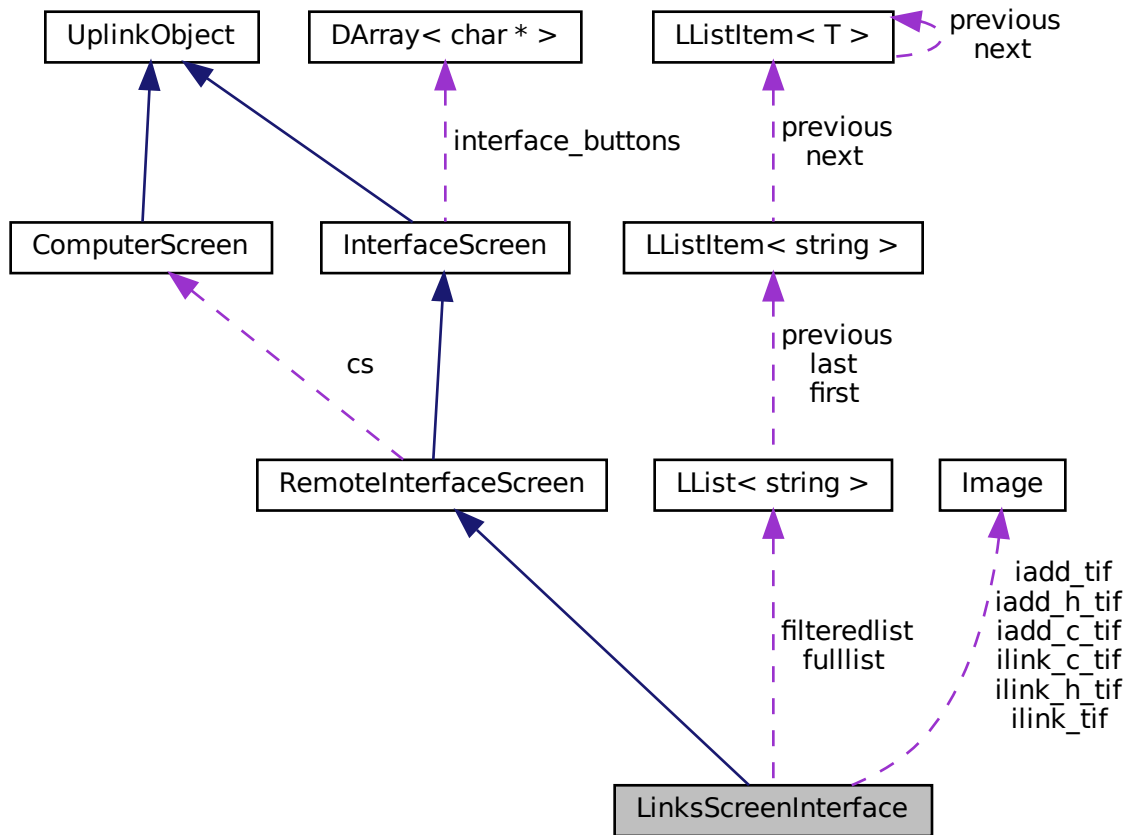 UplinkObject
DArray< char * >
LListItem< T >
previous
next
interface_buttons
previous
next
ComputerScreen
InterfaceScreen
LListItem< string >
cs
previous
last
first
RemoteInterfaceScreen
LList< string >
Image
filteredlist
fulllist
iadd_tif
iadd_h_tif
iadd_c_tif
ilink_c_tif
ilink_h_tif
ilink_tif
LinksScreenInterface